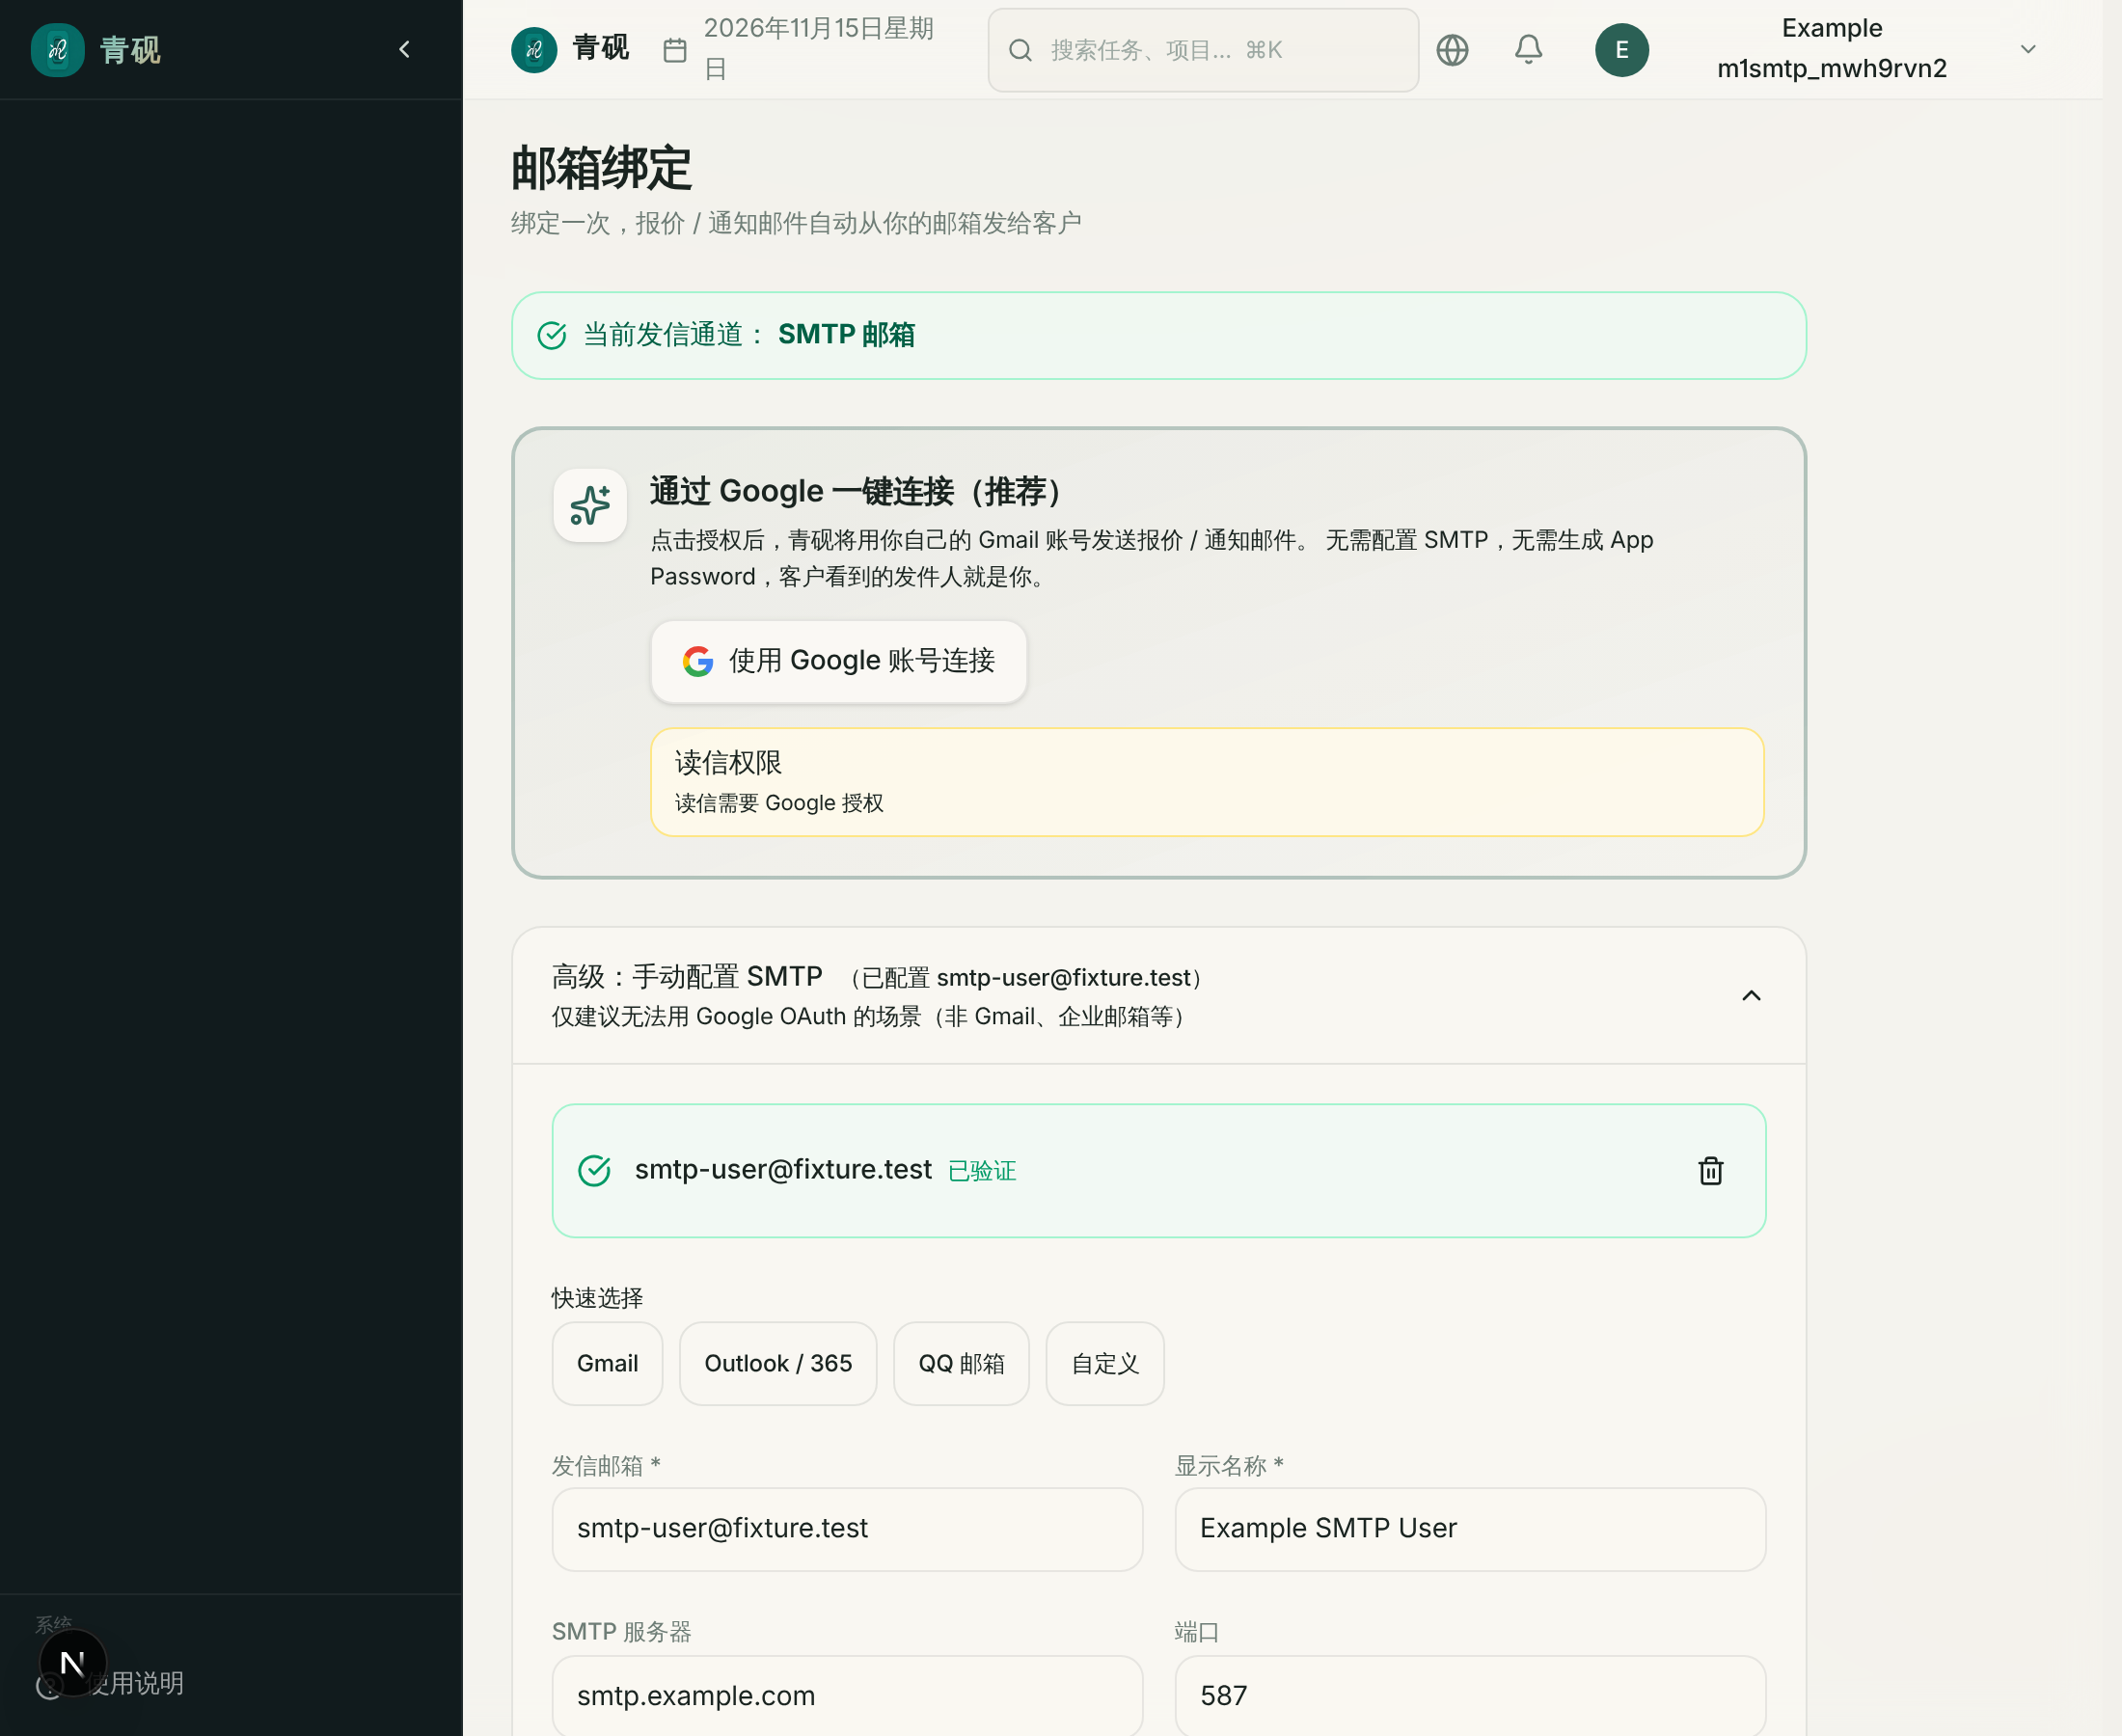 青砚
青砚
2026年11月15日星期
日
搜索任务、项目... ⌘K
E
Example
m1smtp_mwh9rvn2
邮箱绑定
绑定一次，报价 / 通知邮件自动从你的邮箱发给客户
当前发信通道： SMTP 邮箱
通过 Google 一键连接（推荐）
点击授权后，青砚将用你自己的 Gmail 账号发送报价 / 通知邮件。 无需配置 SMTP，无需生成 App
Password，客户看到的发件人就是你。
使用 Google 账号连接
读信权限
读信需要 Google 授权
高级：手动配置 SMTP （已配置 smtp-user@fixture.test）
仅建议无法用 Google OAuth 的场景（非 Gmail、企业邮箱等）
smtp-user@fixture.test 已验证
快速选择
Gmail
Outlook / 365
QQ 邮箱
自定义
发信邮箱 *
显示名称 *
smtp-user@fixture.test
Example SMTP User
SMTP 服务器
端口
smtp.example.com
587
系统
N
使用说明